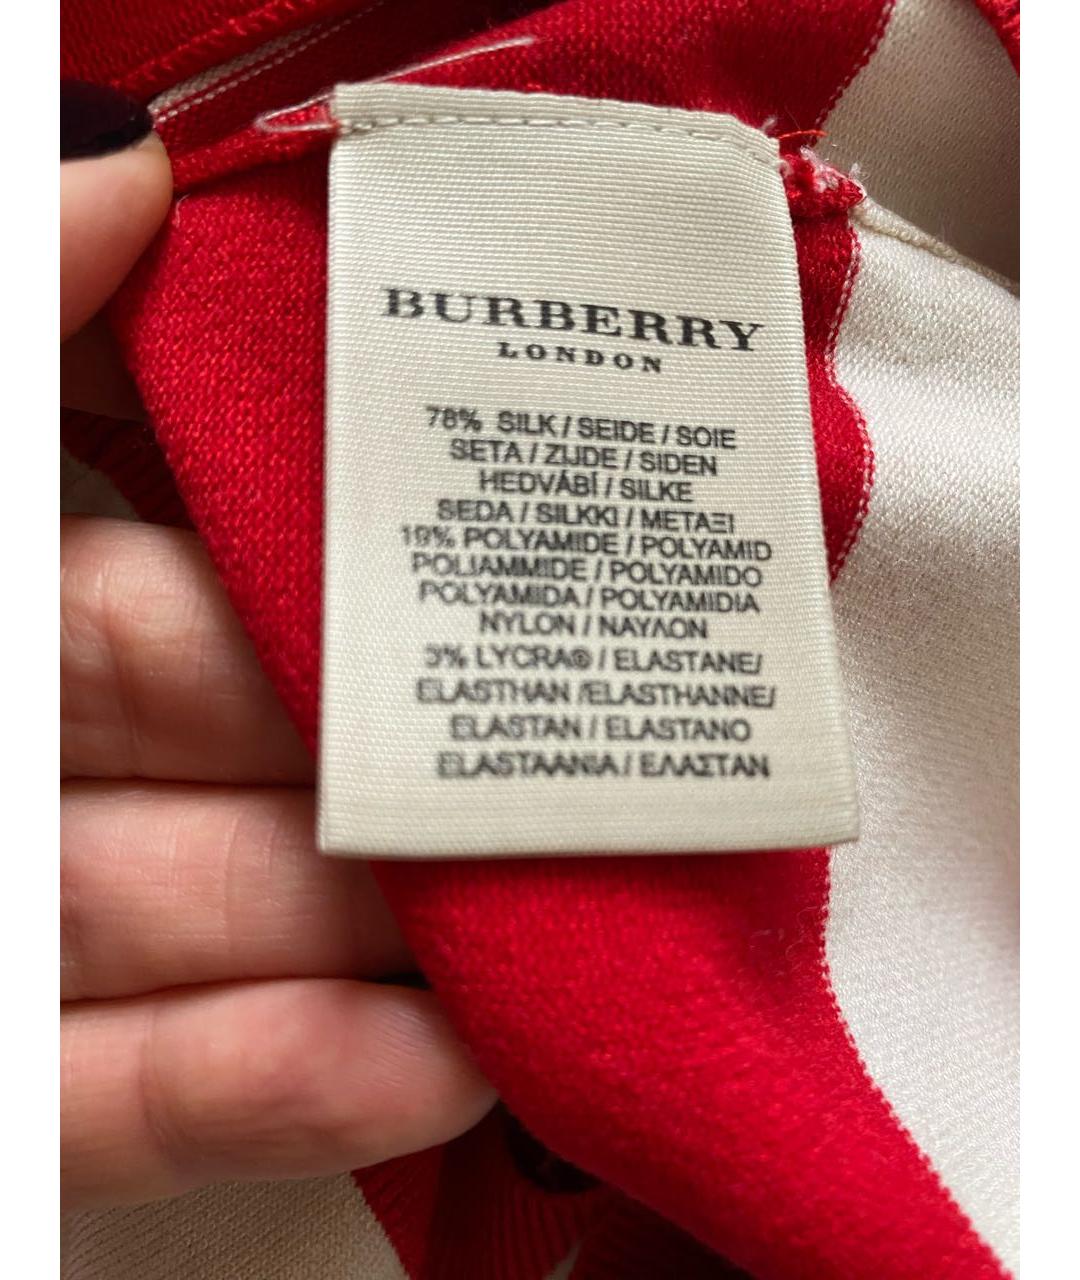 BURBERRY
LONDON
78% SILK / SEIDE / SOIE
SETA / ZIJDE / SIDEN
HEDVÁBÍ / SILKE
SEDA / SILKKI / ΜΕΤΑΞΙ
19% POLYAMIDE / POLYAMID
POLIAMMIDE / POLYAMIDO
POLYAMIDA / POLYAMIDIA
NYLON / ΝΑΥΛΟΝ
3% LYCRA® / ELASTANE/
ELASTHAN /ELASTHANNE/
ELASTAN / ELASTANO
ELASTAANIA / ΕΛΑΣΤΑΝ